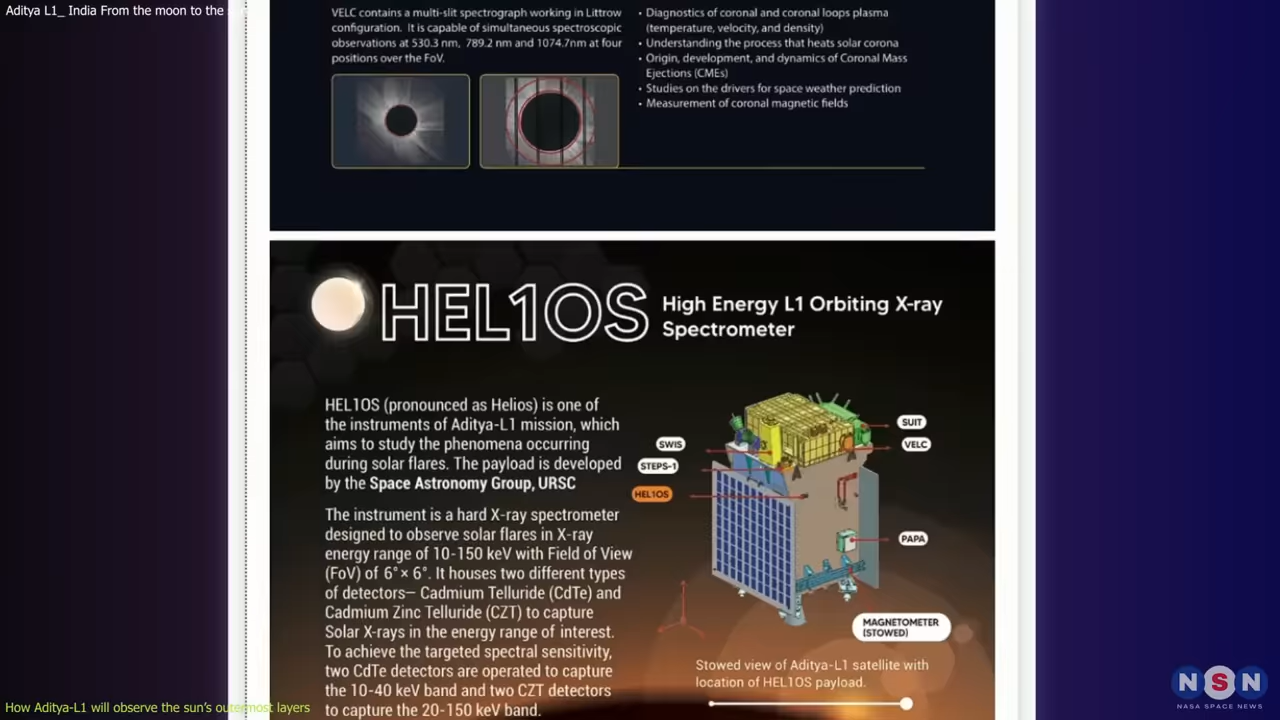 Aditya L1_ India From the moon to the
VELC contains a multi-slit spectrograph working in Littrow
configuration. It is capable of simultaneous spectroscopic
observations at 530.3 nm, 789.2 nm and 1074.7nm at four
positions over the FoV.
• Diagnostics of coronal and coronal loops plasma
(temperature, velocity, and density)
• Understanding the process that heats solar corona
• Origin, development, and dynamics of Coronal Mass
Ejections (CMEs)
• Studies on the drivers for space weather prediction
• Measurement of coronal magnetic fields
HEL1OS
High Energy L1 Orbiting X-ray
Spectrometer
HEL1OS (pronounced as Helios) is one of
the instruments of Aditya-L1 mission, which
aims to study the phenomena occurring
during solar flares. The payload is developed
by the Space Astronomy Group, URSC
The instrument is a hard X-ray spectrometer
designed to observe solar flares in X-ray
energy range of 10-150 keV with Field of View
(FoV) of 6°× 6°. It houses two different types
of detectors— Cadmium Telluride (CdTe) and
Cadmium Zinc Telluride (CZT) to capture
Solar X-rays in the energy range of interest.
To achieve the targeted spectral sensitivity,
two CdTe detectors are operated to capture
the 10-40 keV band and two CZT detectors
to capture the 20-150 keV band.
SUIT
VELC
SWIS
STEPS-1
HEL1OS
PAPA
MAGNETOMETER
(STOWED)
Stowed view of Aditya-L1 satellite with
location of HEL1OS payload.
How Aditya-L1 will observe the sun's outermost layers
NSN
NASA SPACE NEWS